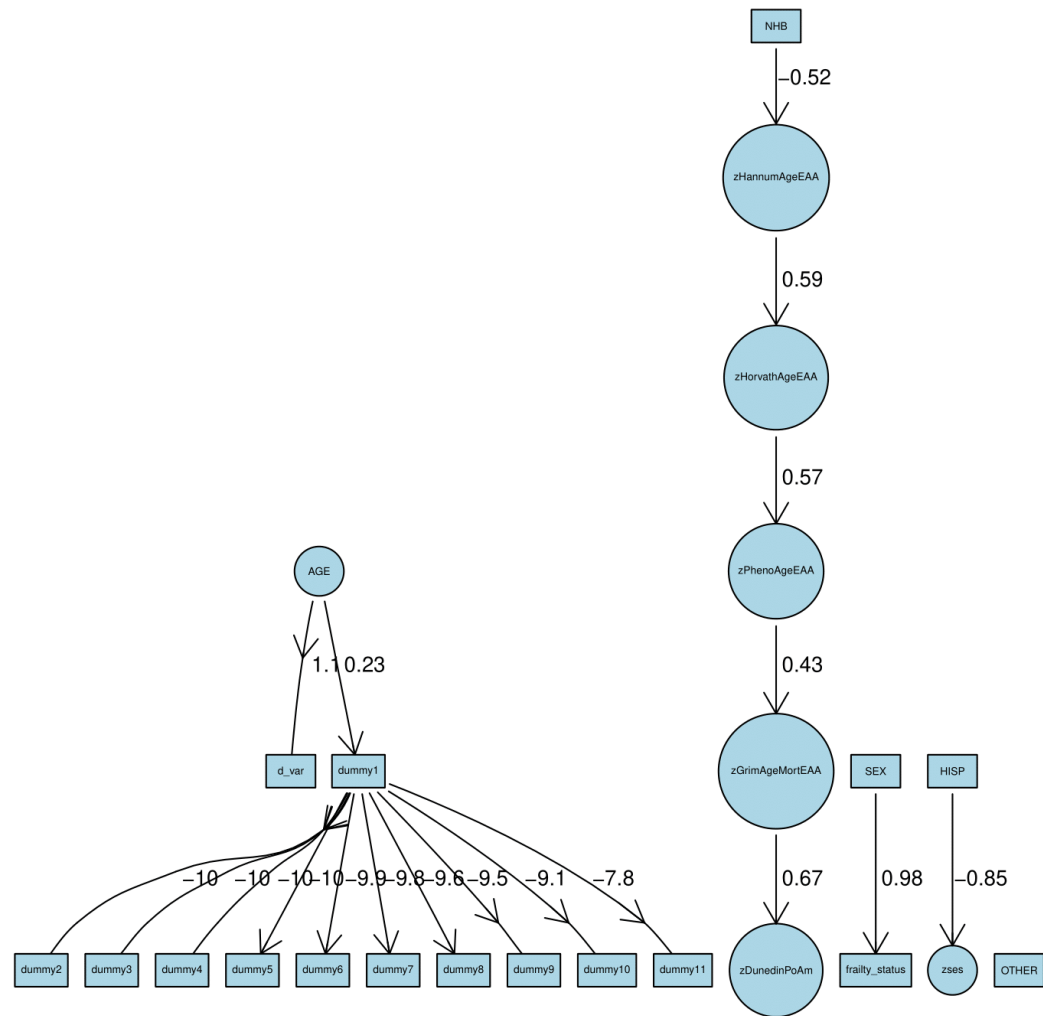 NHB
−0.52
zHannumAgeEAA
0.59
zHorvathAgeEAA
0.57
AGE
zPhenoAgeEAA
1.1 0.23
0.43
d_var dummy1 zGrimAgeMortEAA SEX HISP
−10 −10 −10 −10 −9.9 −9.8 −9.6 −9.5 −9.1 −7.8 0.67 0.98 −0.85
dummy2 dummy3 dummy4 dummy5 dummy6 dummy7 dummy8 dummy9 dummy10 dummy11 zDunedinPoAm frailty_status zses OTHER